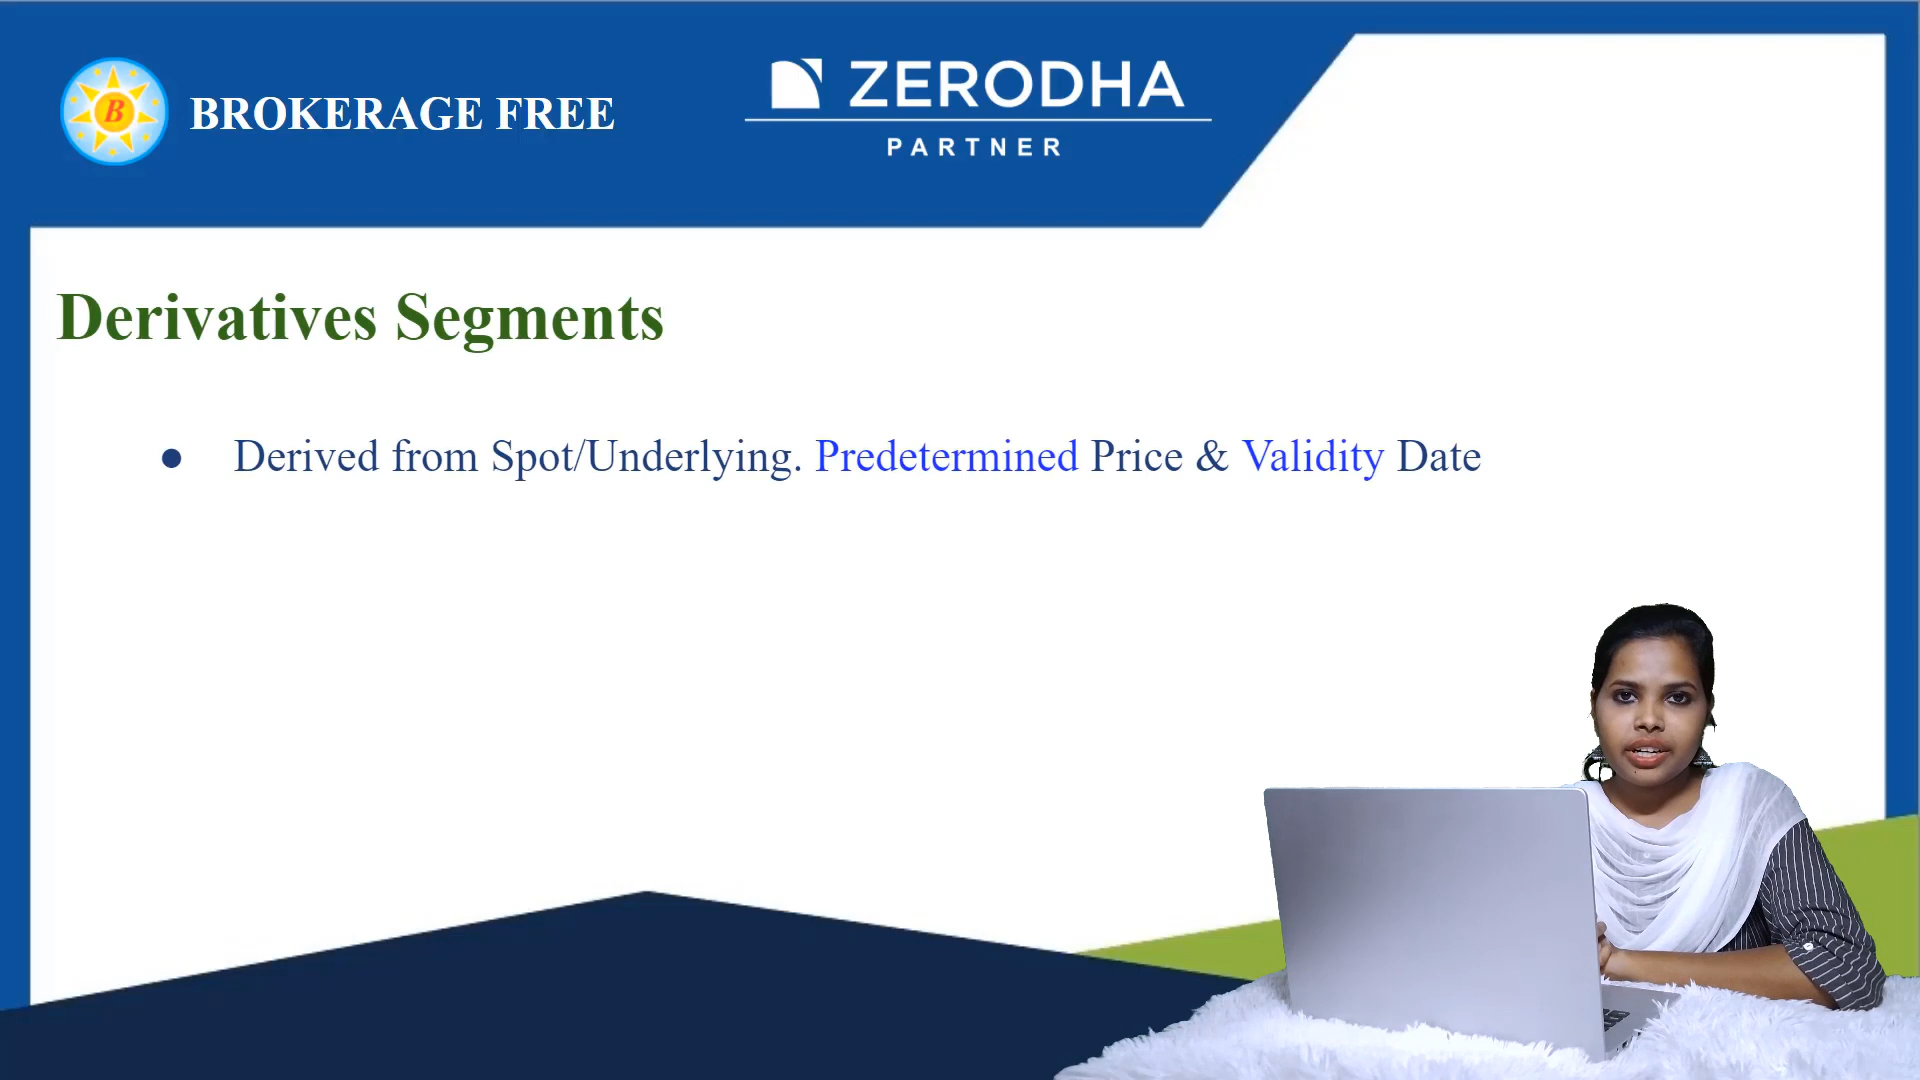 B
BROKERAGE FREE
ZERODHA
PARTNER
Derivatives Segments
● Derived from Spot/Underlying. Predetermined Price & Validity Date